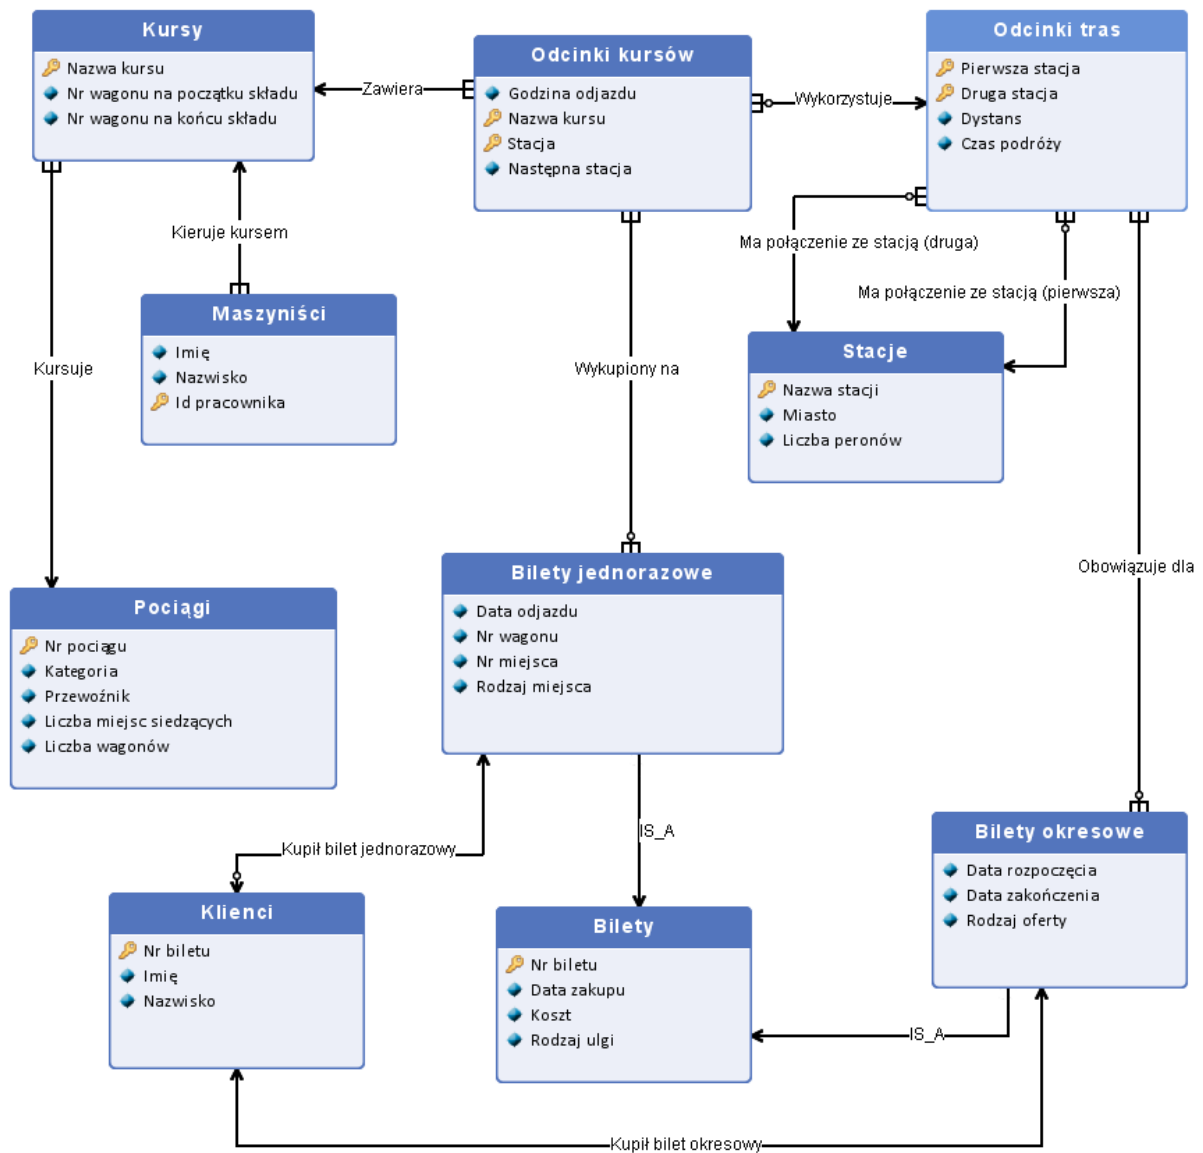 Kursy
Nazwa kursu
Nr wagonu na początku składu
Nr wagonu na końcu składu
Zawiera
Odcinki kursów
Godzina odjazdu
Nazwa kursu
Stacja
Następna stacja
Wykorzystuje
Odcinki tras
Pierwsza stacja
Druga stacja
Dystans
Czas podróży
Kieruje kursem
Ma połączenie ze stacją (druga)
Ma połączenie ze stacją (pierwsza)
Maszyniści
Imię
Nazwisko
Id pracownika
Kursuje
Wykupiony na
Stacje
Nazwa stacji
Miasto
Liczba peronów
Obowiązuje dla
Pociągi
Nr pociągu
Kategoria
Przewoźnik
Liczba miejsc siedzących
Liczba wagonów
Bilety jednorazowe
Data odjazdu
Nr wagonu
Nr miejsca
Rodzaj miejsca
Kupił bilet jednorazowy
IS_A
Bilety okresowe
Data rozpoczęcia
Data zakończenia
Rodzaj oferty
Klienci
Nr biletu
Imię
Nazwisko
Bilety
Nr biletu
Data zakupu
Koszt
Rodzaj ulgi
IS_A
Kupił bilet okresowy